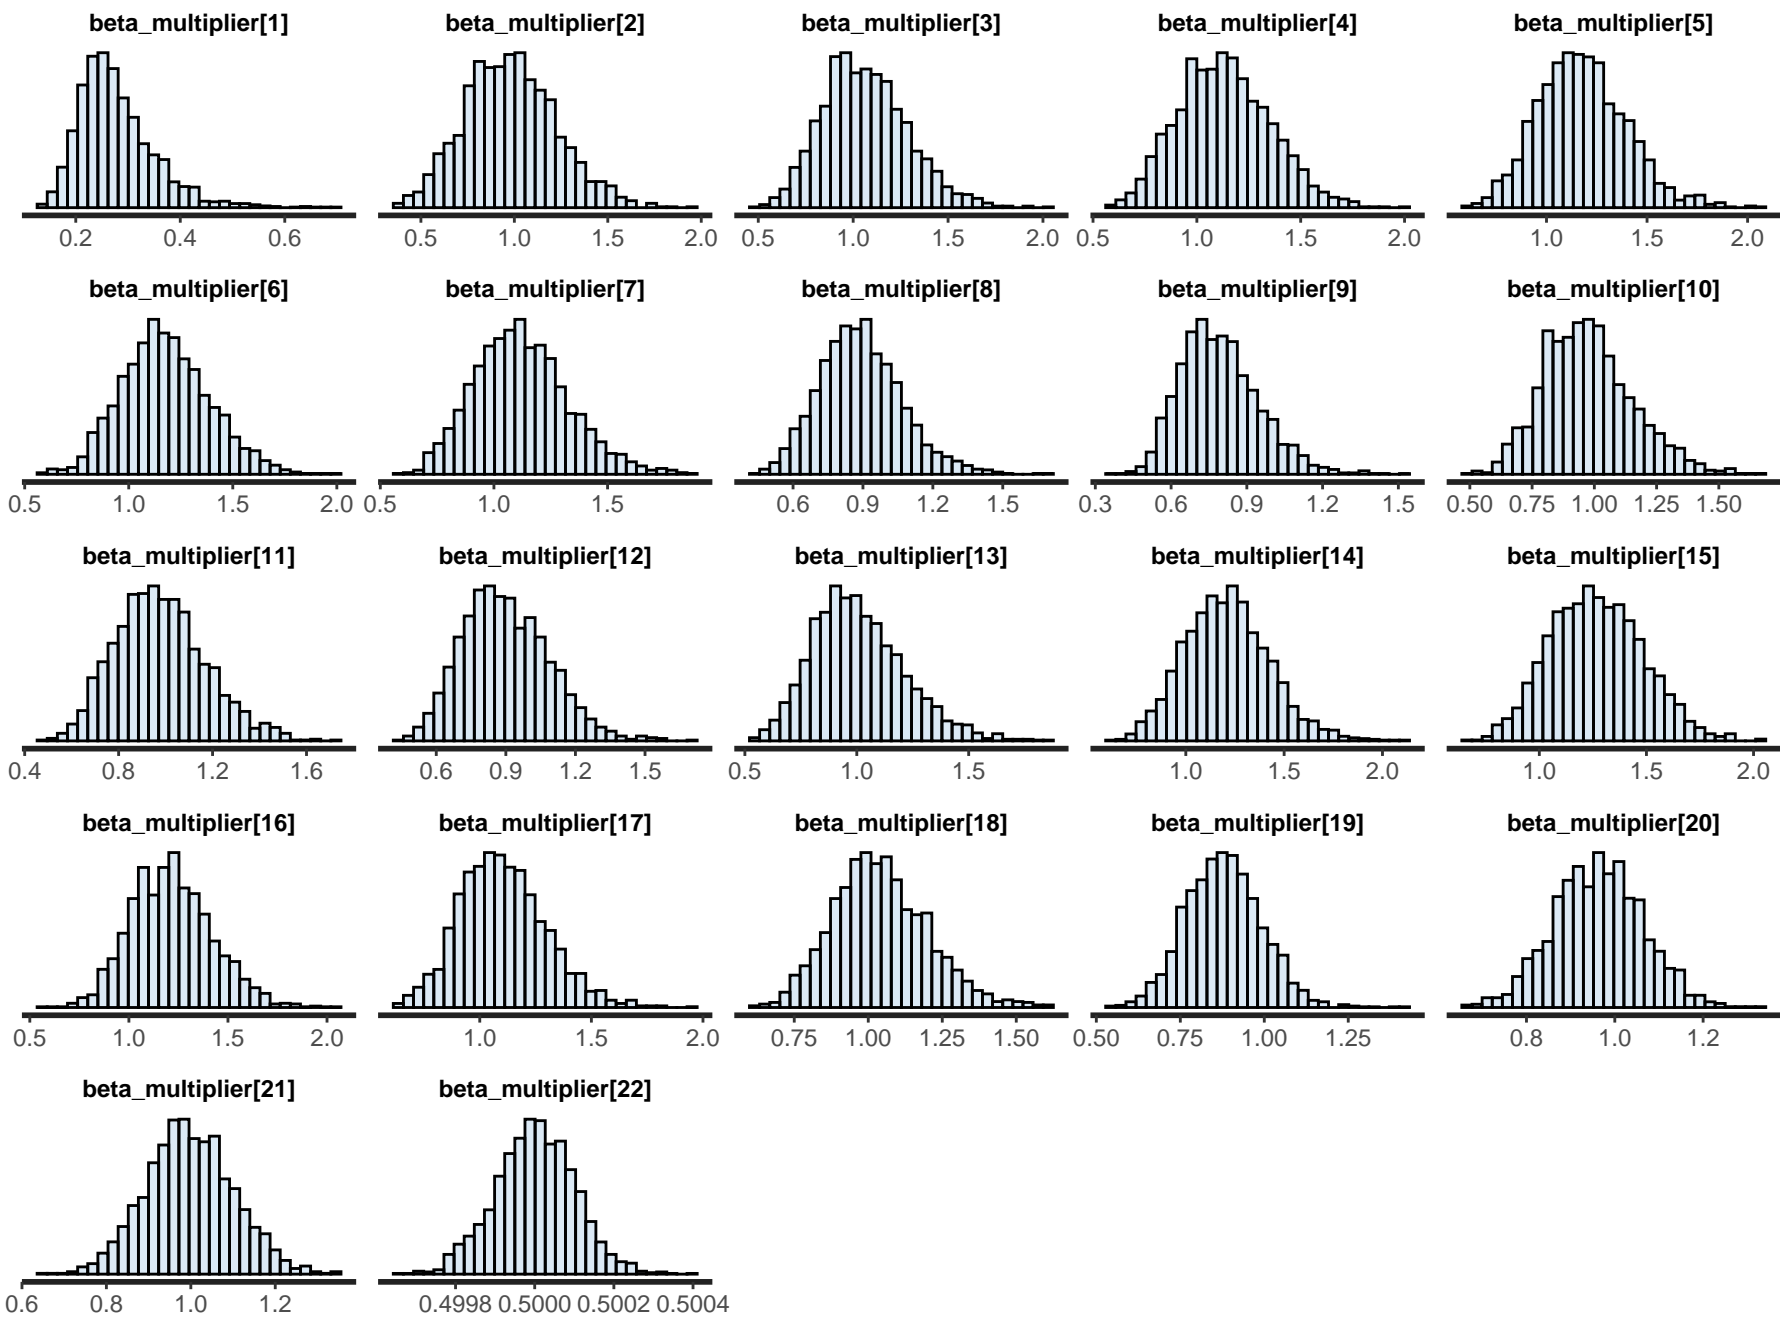 beta_multiplier[1] beta_multiplier[2] beta_multiplier[3] beta_multiplier[4] beta_multiplier[5]
0.2 0.4 0.6 0.5 1.0 1.5 2.0 0.5 1.0 1.5 2.0 0.5 1.0 1.5 2.0 1.0 1.5 2.0
beta_multiplier[6] beta_multiplier[7] beta_multiplier[8] beta_multiplier[9] beta_multiplier[10]
0.5 1.0 1.5 2.0 0.5 1.0 1.5 0.6 0.9 1.2 1.5 0.3 0.6 0.9 1.2 1.5 0.50 0.75 1.00 1.25 1.50
beta_multiplier[11] beta_multiplier[12] beta_multiplier[13] beta_multiplier[14] beta_multiplier[15]
0.4 0.8 1.2 1.6 0.6 0.9 1.2 1.5 0.5 1.0 1.5 1.0 1.5 2.0 1.0 1.5 2.0
beta_multiplier[16] beta_multiplier[17] beta_multiplier[18] beta_multiplier[19] beta_multiplier[20]
0.5 1.0 1.5 2.0 1.0 1.5 2.0 0.75 1.00 1.25 1.50 0.50 0.75 1.00 1.25 0.8 1.0 1.2
beta_multiplier[21] beta_multiplier[22]
0.6 0.8 1.0 1.2 0.4998 0.5000 0.5002 0.5004